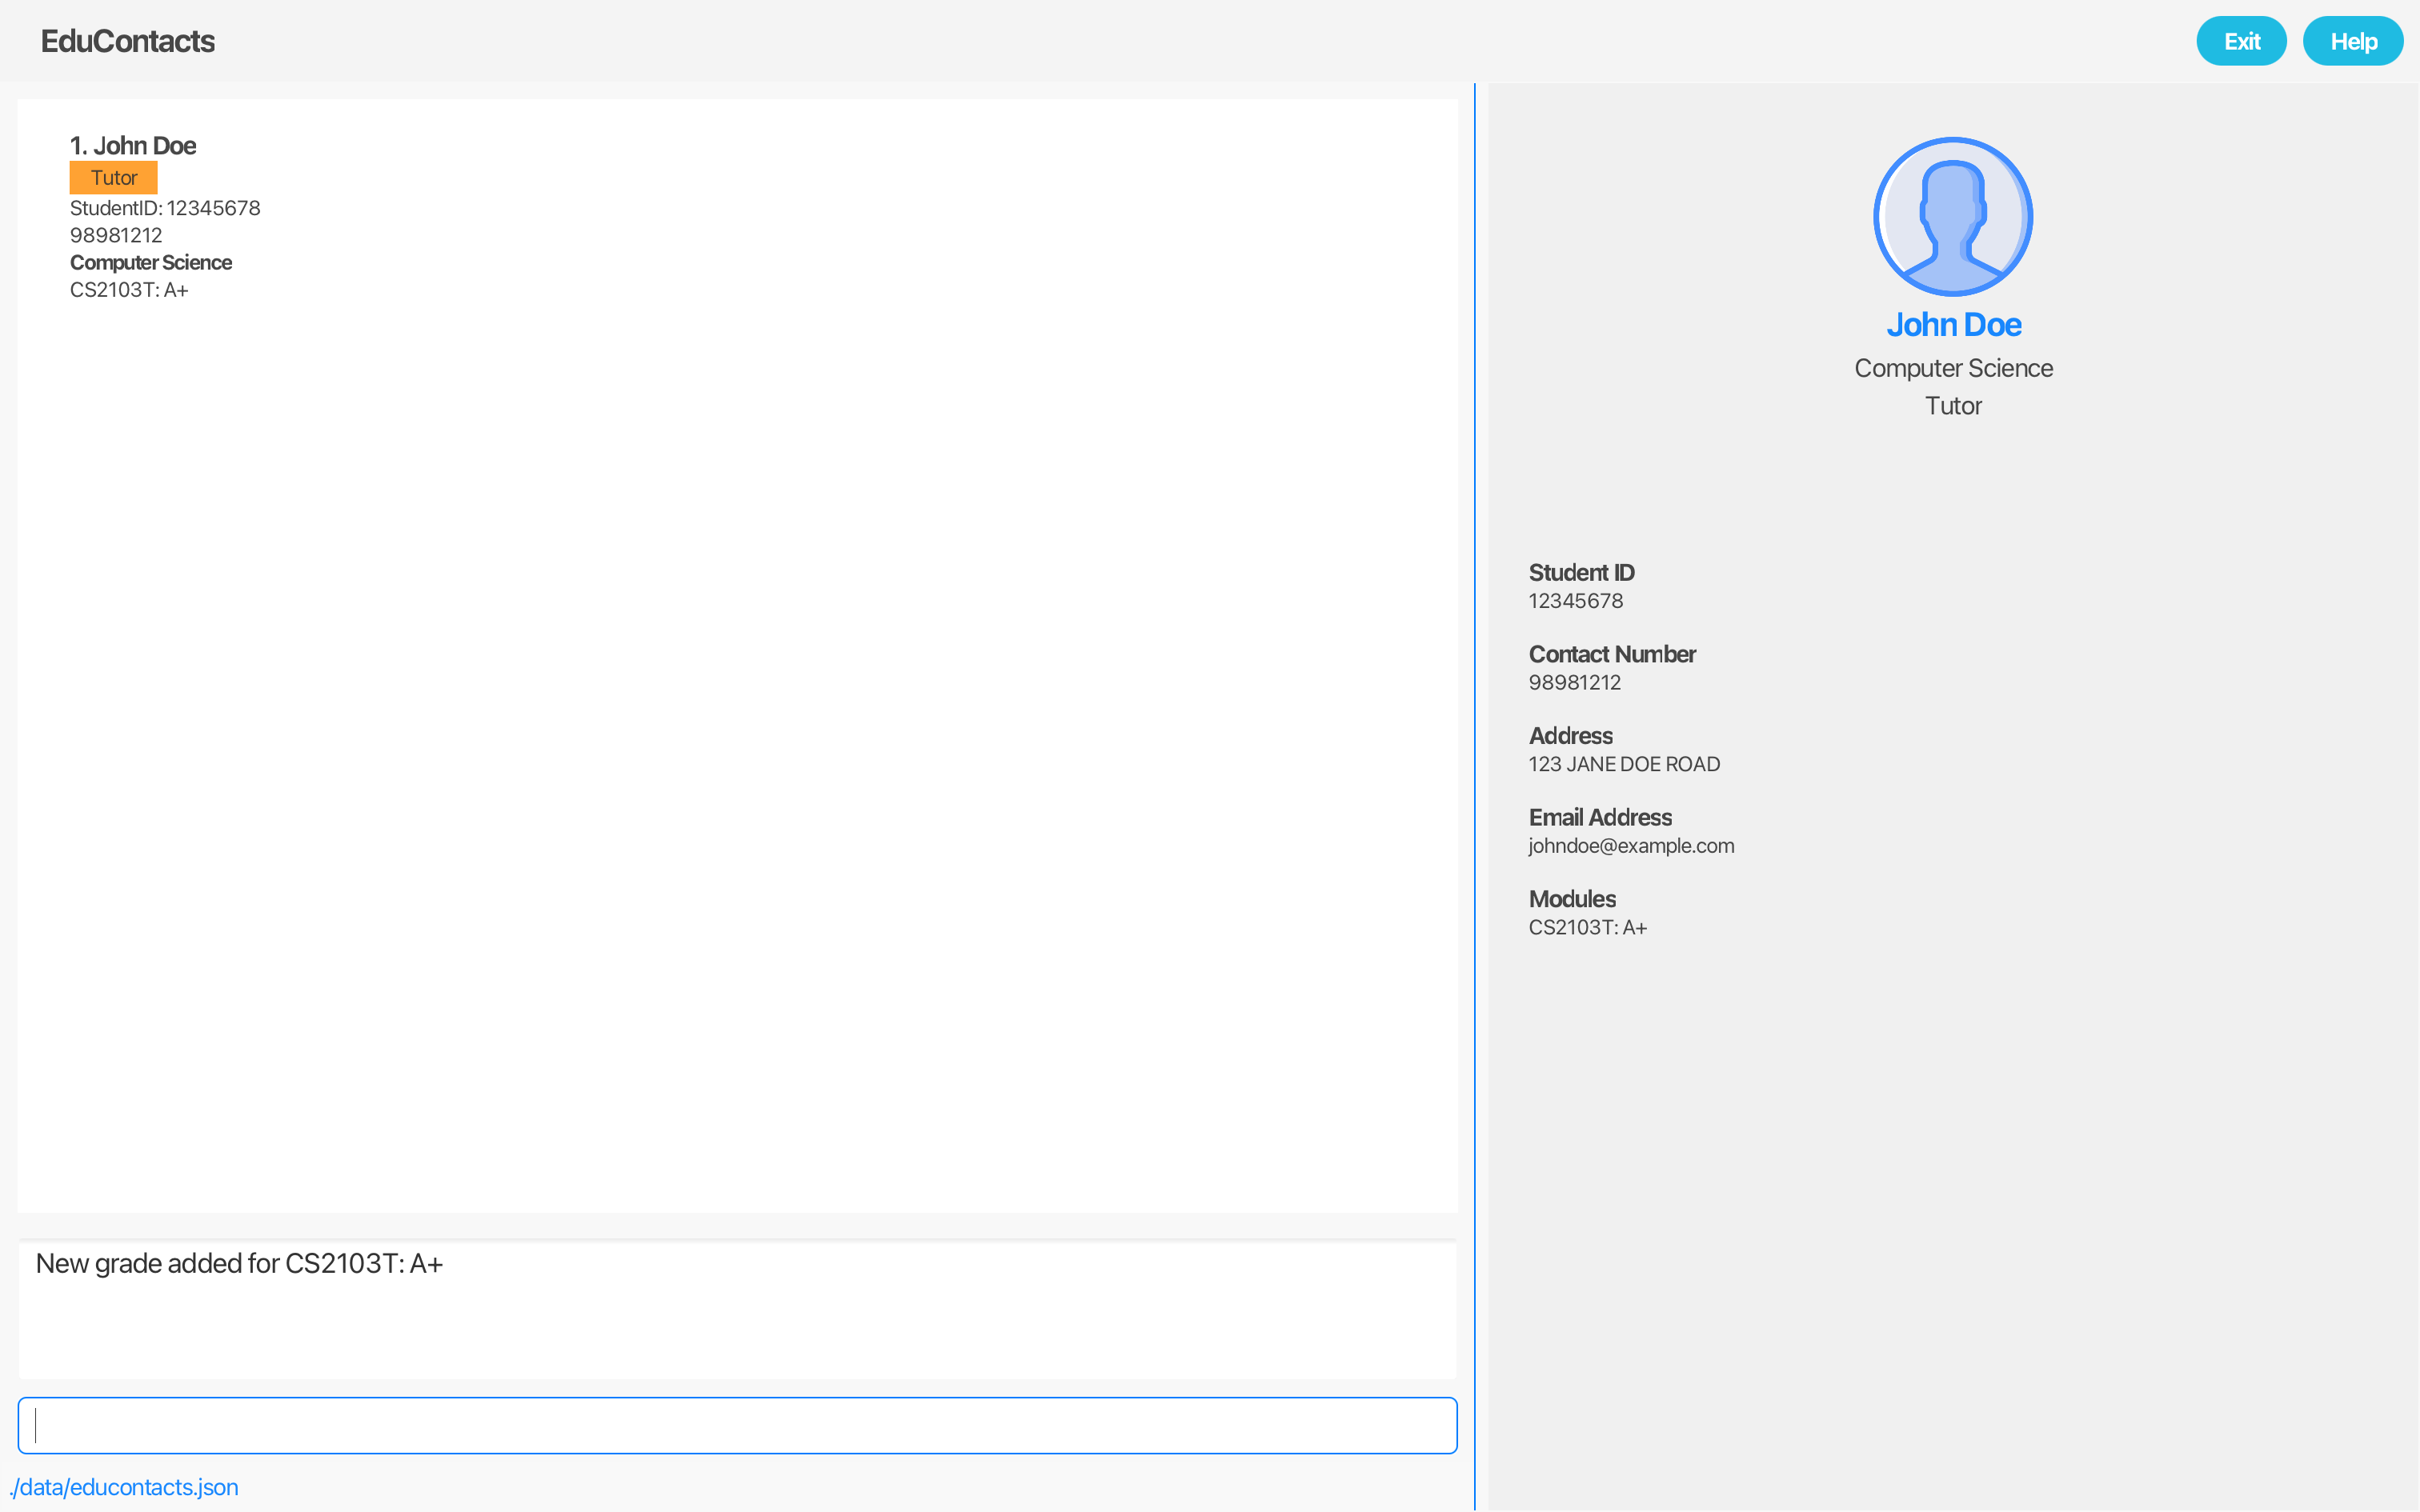 EduContacts
Exit
Help
1. John Doe
Tutor
StudentID: 12345678
98981212
Computer Science
CS2103T: A+
New grade added for CS2103T: A+
./data/educontacts.json
John Doe
Computer Science
Tutor
Student ID
12345678
Contact Number
98981212
Address
123 JANE DOE ROAD
Email Address
johndoe@example.com
Modules
CS2103T: A+